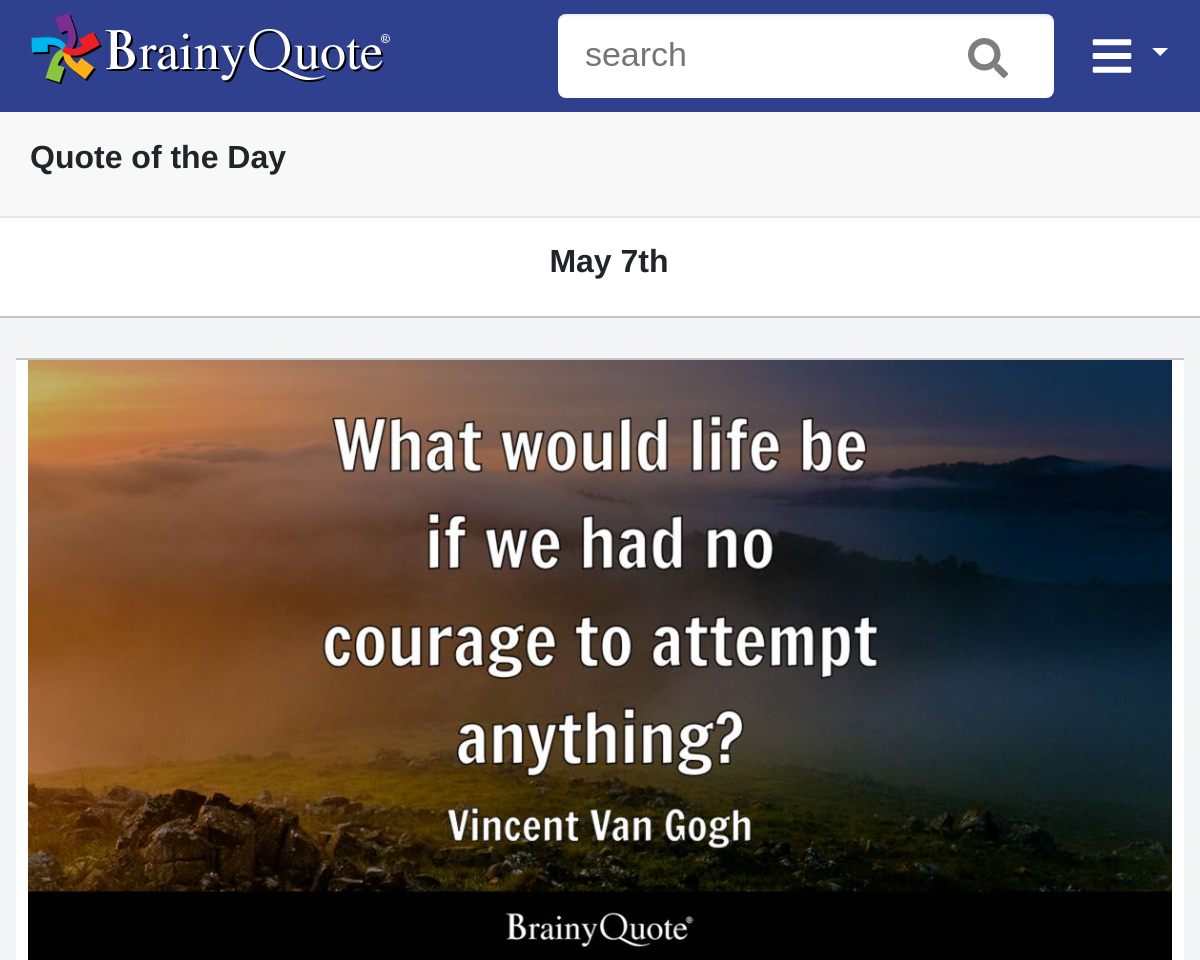 BrainyQuote®
search
Quote of the Day
May 7th
What would life be
if we had no
courage to attempt
anything?
Vincent Van Gogh
BrainyQuote®